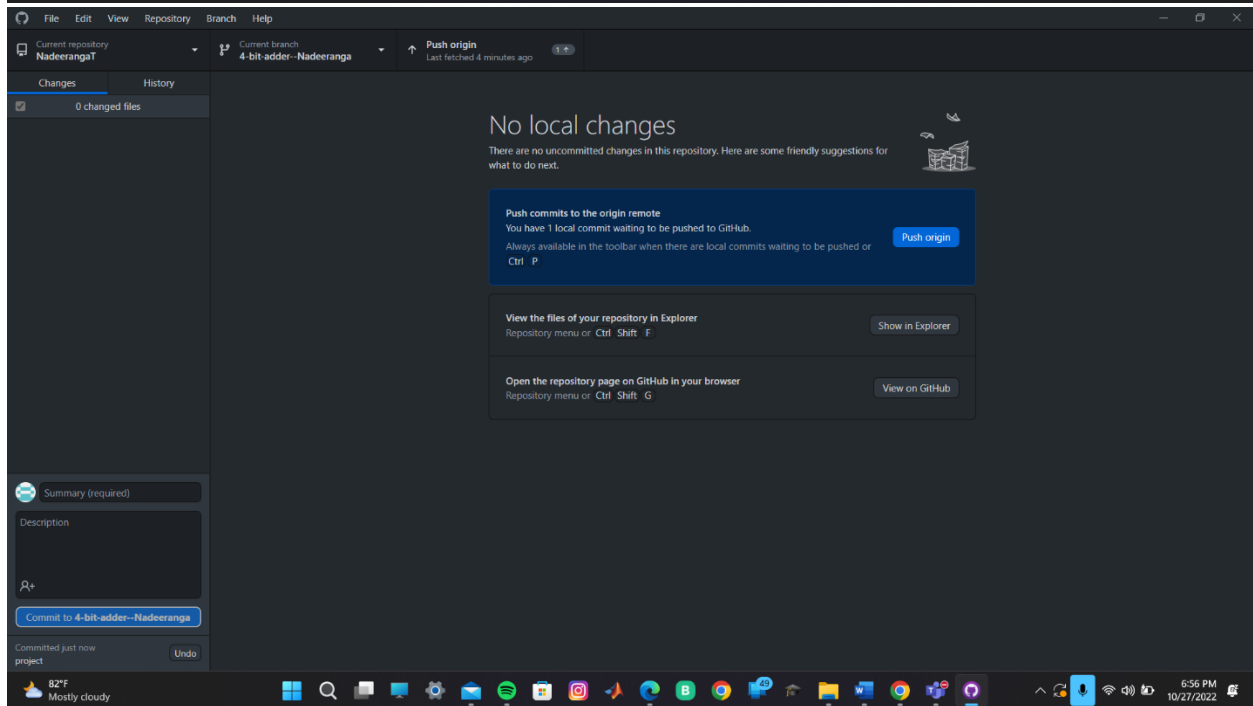 File Edit View Repository Branch Help
Current repository
NadeerangaT
Current branch
4-bit-adder--Nadeeranga
Push origin
Last fetched 4 minutes ago
1
Changes History
0 changed files
No local changes
There are no uncommitted changes in this repository. Here are some friendly suggestions for
what to do next.
Push commits to the origin remote
You have 1 local commit waiting to be pushed to GitHub.
Always available in the toolbar when there are local commits waiting to be pushed or
Ctrl P
Push origin
View the files of your repository in Explorer
Repository menu or Ctrl Shift F
Show in Explorer
Open the repository page on GitHub in your browser
Repository menu or Ctrl Shift G
View on GitHub
Summary (required)
Description
Commit to 4-bit-adder--Nadeeranga
Committed just now
project
Undo
82°F
Mostly cloudy
B
49
6:56 PM
10/27/2022